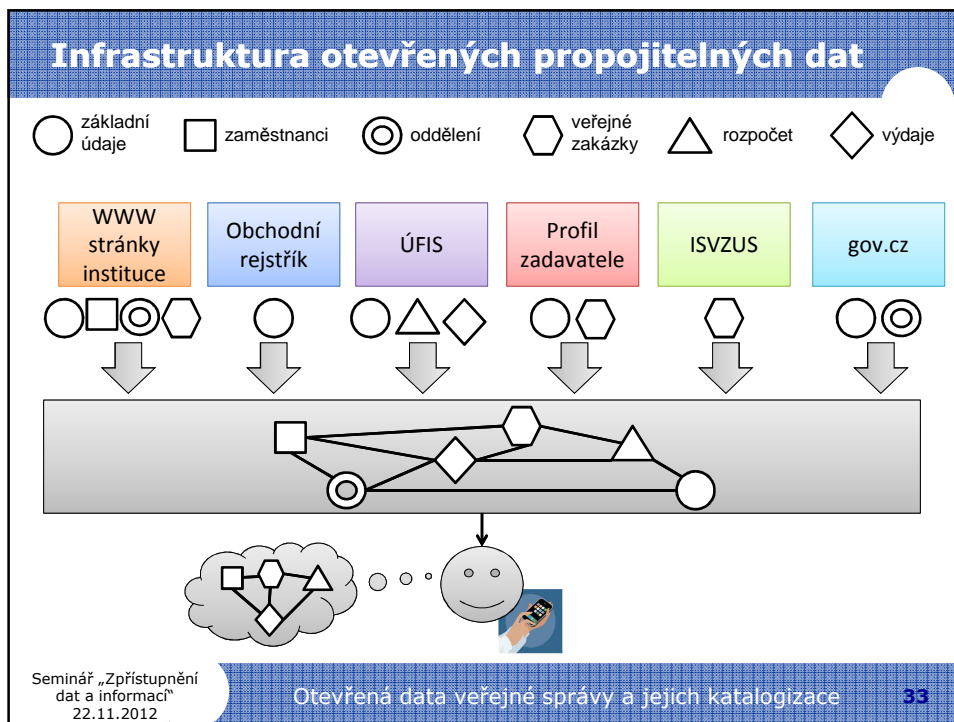 Infrastruktura otevřených propojitelných dat
základní
údaje
zaměstnanci
oddělení
veřejné
zakázky
rozpočet
výdaje
WWW
stránky
instituce
Obchodní
rejstřík
ÚFIS
Profil
zadavatele
ISVZUS
gov.cz
Seminář „Zpřístupnění
dat a informací“
22.11.2012
Otevřená data veřejné správy a jejich katalogizace
33